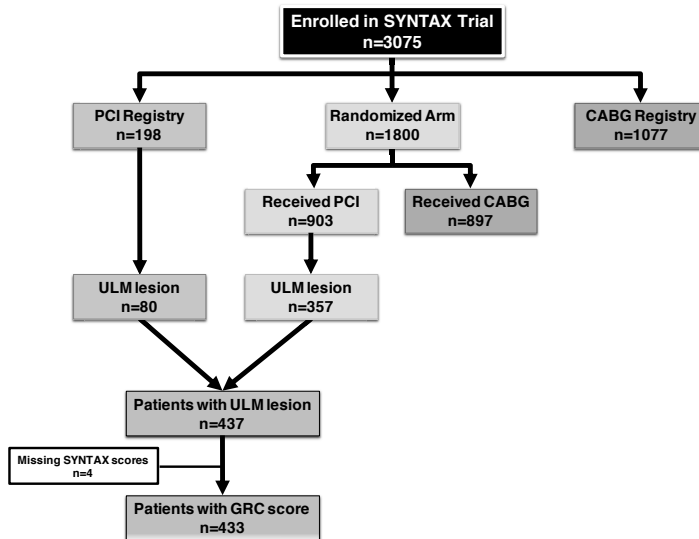 Enrolled in SYNTAX Trial
n=3075
PCI Registry
n=198
Randomized Arm
n=1800
CABG Registry
n=1077
Received PCI
n=903
Received CABG
n=897
ULM lesion
n=80
ULM lesion
n=357
Patients with ULM lesion
n=437
Missing SYNTAX scores
n=4
Patients with GRC score
n=433